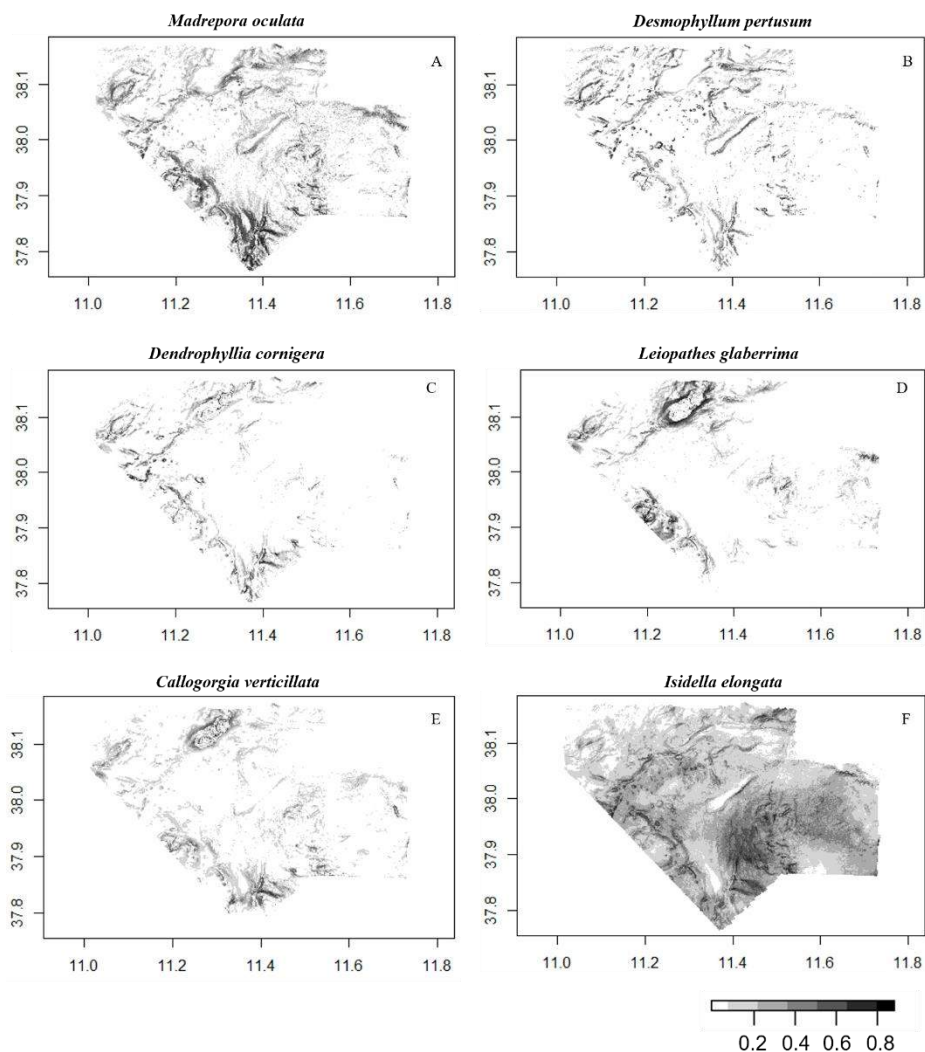 Madrepora oculata
Desmophyllum pertusum
A
B
38.1
38.0
37.9
37.8
11.0 11.2 11.4 11.6 11.8
38.1
38.0
37.9
37.8
11.0 11.2 11.4 11.6 11.8
Dendrophyllia cornigera
Leiopathes glaberrima
C
D
38.1
38.0
37.9
37.8
11.0 11.2 11.4 11.6 11.8
38.1
38.0
37.9
37.8
11.0 11.2 11.4 11.6 11.8
Callogorgia verticillata
Isidella elongata
E
F
38.1
38.0
37.9
37.8
11.0 11.2 11.4 11.6 11.8
38.1
38.0
37.9
37.8
11.0 11.2 11.4 11.6 11.8
0.2 0.4 0.6 0.8